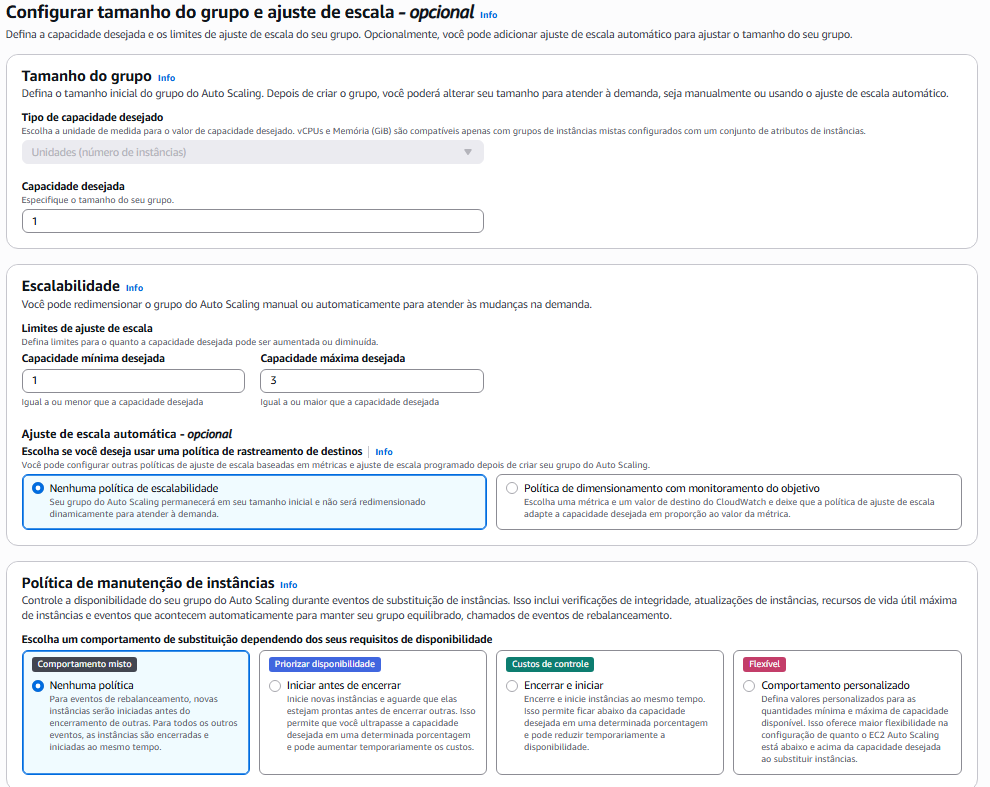 Configurar tamanho do grupo e ajuste de escala - opcional Info
Defina a capacidade desejada e os limites de ajuste de escala do seu grupo. Opcionalmente, você pode adicionar ajuste de escala automático para ajustar o tamanho do seu grupo.
Tamanho do grupo Info
Defina o tamanho inicial do grupo do Auto Scaling. Depois de criar o grupo, você poderá alterar seu tamanho para atender à demanda, seja manualmente ou usando o ajuste de escala automático.
Tipo de capacidade desejado
Escolha a unidade de medida para o valor de capacidade desejado. vCPUs e Memória (GiB) são compatíveis apenas com grupos de instâncias mistas configurados com um conjunto de atributos de instâncias.
Unidades (número de instâncias)
Capacidade desejada
Especifique o tamanho do seu grupo.
1
Escalabilidade Info
Você pode redimensionar o grupo do Auto Scaling manual ou automaticamente para atender às mudanças na demanda.
Limites de ajuste de escala
Defina limites para o quanto a capacidade desejada pode ser aumentada ou diminuída.
Capacidade mínima desejada
1
Igual a ou menor que a capacidade desejada
Capacidade máxima desejada
3
Igual a ou maior que a capacidade desejada
Ajuste de escala automática - opcional
Escolha se você deseja usar uma política de rastreamento de destinos | Info
Você pode configurar outras políticas de ajuste de escala baseadas em métricas e ajuste de escala programado depois de criar seu grupo do Auto Scaling.
Nenhuma política de escalabilidade
Seu grupo do Auto Scaling permanecerá em seu tamanho inicial e não será redimensionado
dinamicamente para atender à demanda.
Política de dimensionamento com monitoramento do objetivo
Escolha uma métrica e um valor de destino do CloudWatch e deixe que a política de ajuste de escala
adapte a capacidade desejada em proporção ao valor da métrica.
Política de manutenção de instâncias Info
Controle a disponibilidade do seu grupo do Auto Scaling durante eventos de substituição de instâncias. Isso inclui verificações de integridade, atualizações de instâncias, recursos de vida útil máxima
de instâncias e eventos que acontecem automaticamente para manter seu grupo equilibrado, chamados de eventos de rebalanceamento.
Escolha um comportamento de substituição dependendo dos seus requisitos de disponibilidade
Comportamento misto
Nenhuma política
Para eventos de rebalanceamento, novas
instâncias serão iniciadas antes do
encerramento de outras. Para todos os outros
eventos, as instâncias são encerradas e
iniciadas ao mesmo tempo.
Priorizar disponibilidade
Iniciar antes de encerrar
Inicie novas instâncias e aguarde que elas
estejam prontas antes de encerrar outras. Isso
permite que você ultrapasse a capacidade
desejada em uma determinada porcentagem
e pode aumentar temporariamente os custos.
Custos de controle
Encerrar e iniciar
Encerre e inicie instâncias ao mesmo tempo.
Isso permite ficar abaixo da capacidade
desejada em uma determinada porcentagem
e pode reduzir temporariamente a
disponibilidade.
Flexível
Comportamento personalizado
Defina valores personalizados para as
quantidades mínima e máxima de capacidade
disponível. Isso oferece maior flexibilidade na
configuração de quanto o EC2 Auto Scaling
está abaixo e acima da capacidade desejada
ao substituir instâncias.